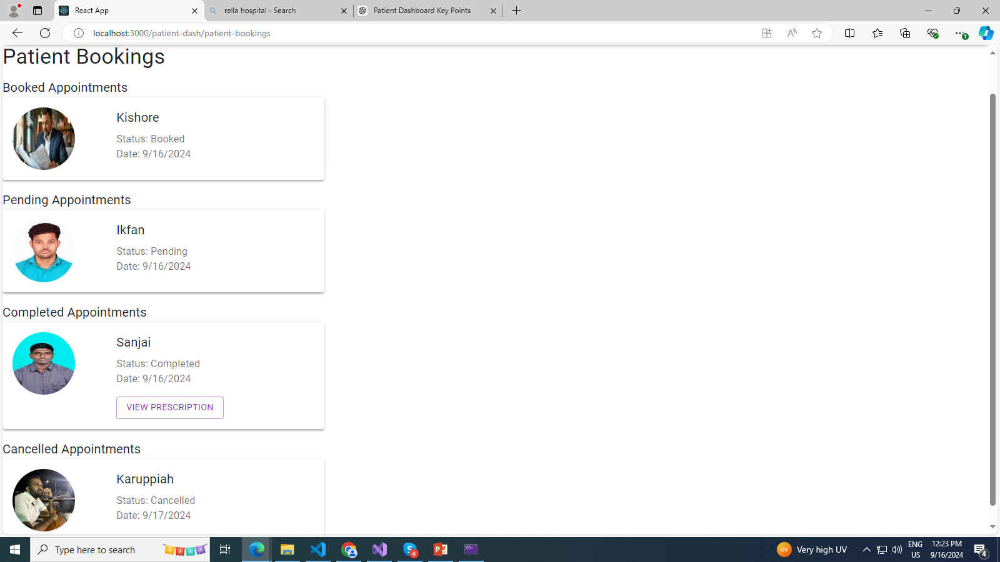 React App
rella hospital - Search
Patient Dashboard Key Points
localhost:3000/patient-dash/patient-bookings
Patient Bookings
Booked Appointments
Kishore
Status: Booked
Date: 9/16/2024
Pending Appointments
Ikfan
Status: Pending
Date: 9/16/2024
Completed Appointments
Sanjai
Status: Completed
Date: 9/16/2024
VIEW PRESCRIPTION
Cancelled Appointments
Karuppiah
Status: Cancelled
Date: 9/17/2024
Type here to search
4
UV
Very high UV
ENG
US
12:23 PM
9/16/2024
4